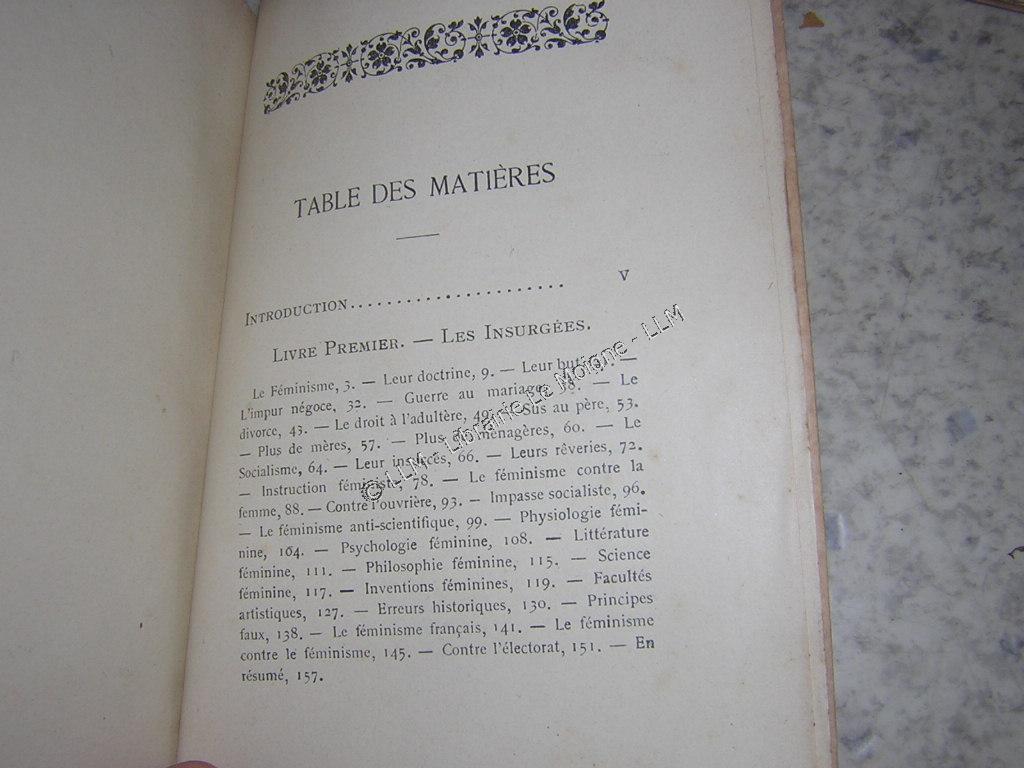 TABLE DES MATIÈRES
INTRODUCTION...................... V
LIVRE PREMIER. — LES INSURGÉES.
Le Féminisme, 3. — Leur doctrine, 9. — Leur but, —
L'impur négoce, 32. — Guerre au mariage, 38. — Le
divorce, 43. — Le droit à l'adultère, 49. — Sus au père, 53.
— Plus de mères, 57. — Plus de ménagères, 60. — Le
Socialisme, 64. — Leur insuccès, 66. — Leurs rêveries, 72.
— Instruction féministe, 78. — Le féminisme contre la
femme, 88. — Contre l'ouvrière, 93. — Impasse socialiste, 96.
— Le féminisme anti-scientifique, 99. — Physiologie fémi-
nine, 104. — Psychologie féminine, 108. — Littérature
féminine, 111. — Philosophie féminine, 115. — Science
féminine, 117. — Inventions féminines, 119. — Facultés
artistiques, 127. — Erreurs historiques, 130. — Principes
faux, 138. — Le féminisme français, 141. — Le féminisme
contre le féminisme, 145. — Contre l'électorat, 151. — En
résumé, 157.
© LLM - Librairie Le Moigne - LLM